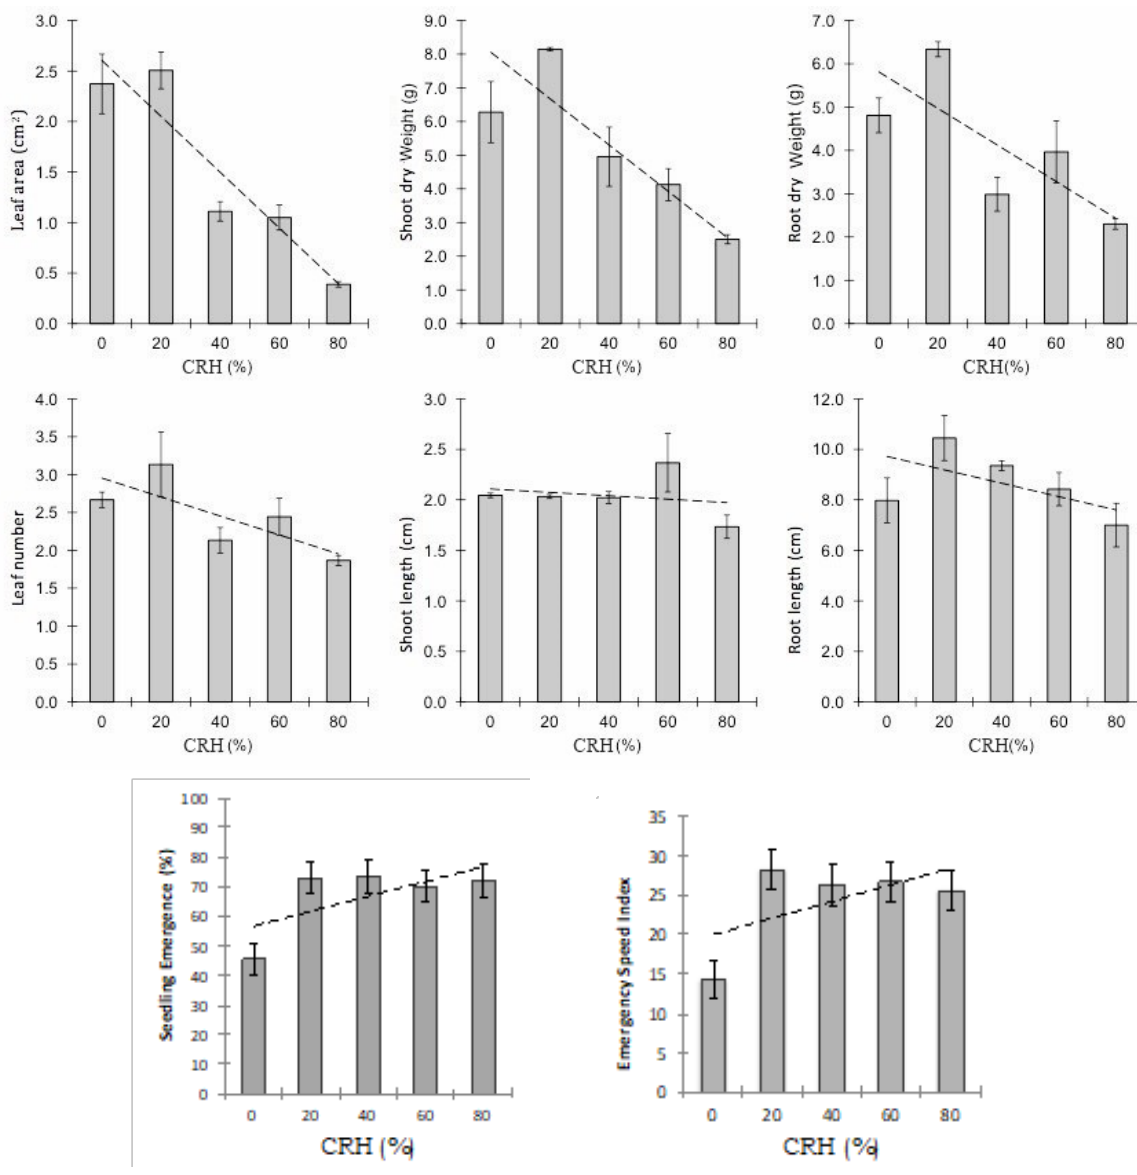 Leaf area (cm²)
3.0
2.5
2.0
1.5
1.0
0.5
0.0
0 20 40 60 80
CRH (%)
Shoot dry Weight (g)
9.0
8.0
7.0
6.0
5.0
4.0
3.0
2.0
1.0
0.0
0 20 40 60 80
CRH (%)
Root dry Weight (g)
7.0
6.0
5.0
4.0
3.0
2.0
1.0
0.0
0 20 40 60 80
CRH(%)
Leaf number
4.0
3.5
3.0
2.5
2.0
1.5
1.0
0.5
0.0
0 20 40 60 80
CRH (%)
Shoot length (cm)
3.0
2.5
2.0
1.5
1.0
0.5
0.0
0 20 40 60 80
CRH (%)
Root length (cm)
12.0
10.0
8.0
6.0
4.0
2.0
0.0
0 20 40 60 80
CRH(%)
Seedling Emergence (%)
100
90
80
70
60
50
40
30
20
10
0
0 20 40 60 80
CRH (%)
Emergency Speed Index
35
30
25
20
15
10
5
0
0 20 40 60 80
CRH (%)